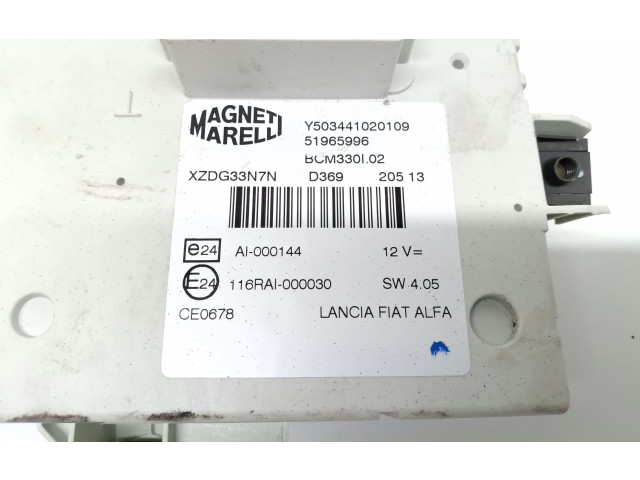 MAGNETI
MARELLI
Y503441020109
51965996
BCM330I.02
XZDG33N7N D369 205 13
e24 AI-000144 12 V=
E24 116RAI-000030 SW 4.05
CE0678 LANCIA FIAT ALFA